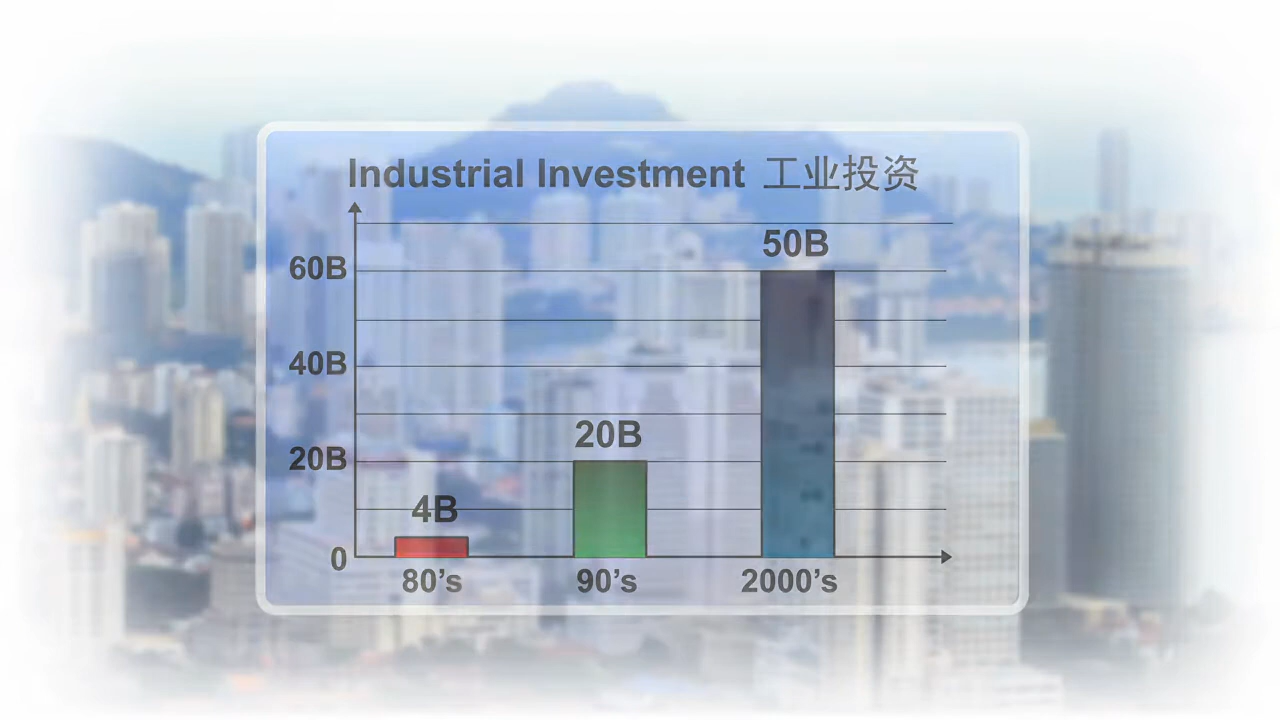 Industrial Investment 工业投资
50B
60B
40B
20B
20B
4B
0
80’s 90’s 2000’s